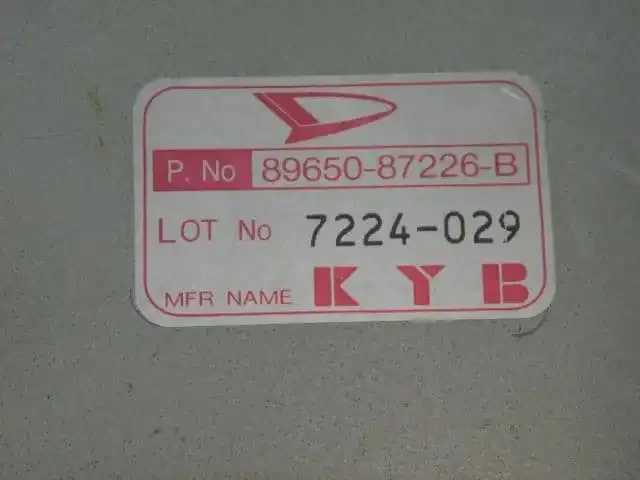 P. No 89650-87226-B
LOT No 7224-029
MFR NAME KYB